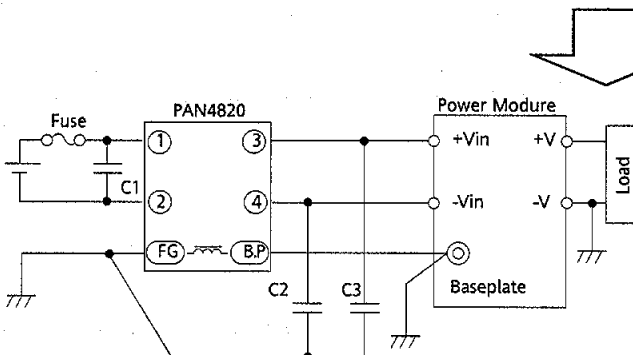 PAN4820
Power Modure
Fuse
1
3
+Vin
+V
C1
2
4
-Vin
-V
Load
FG
B.P
C2
C3
Baseplate